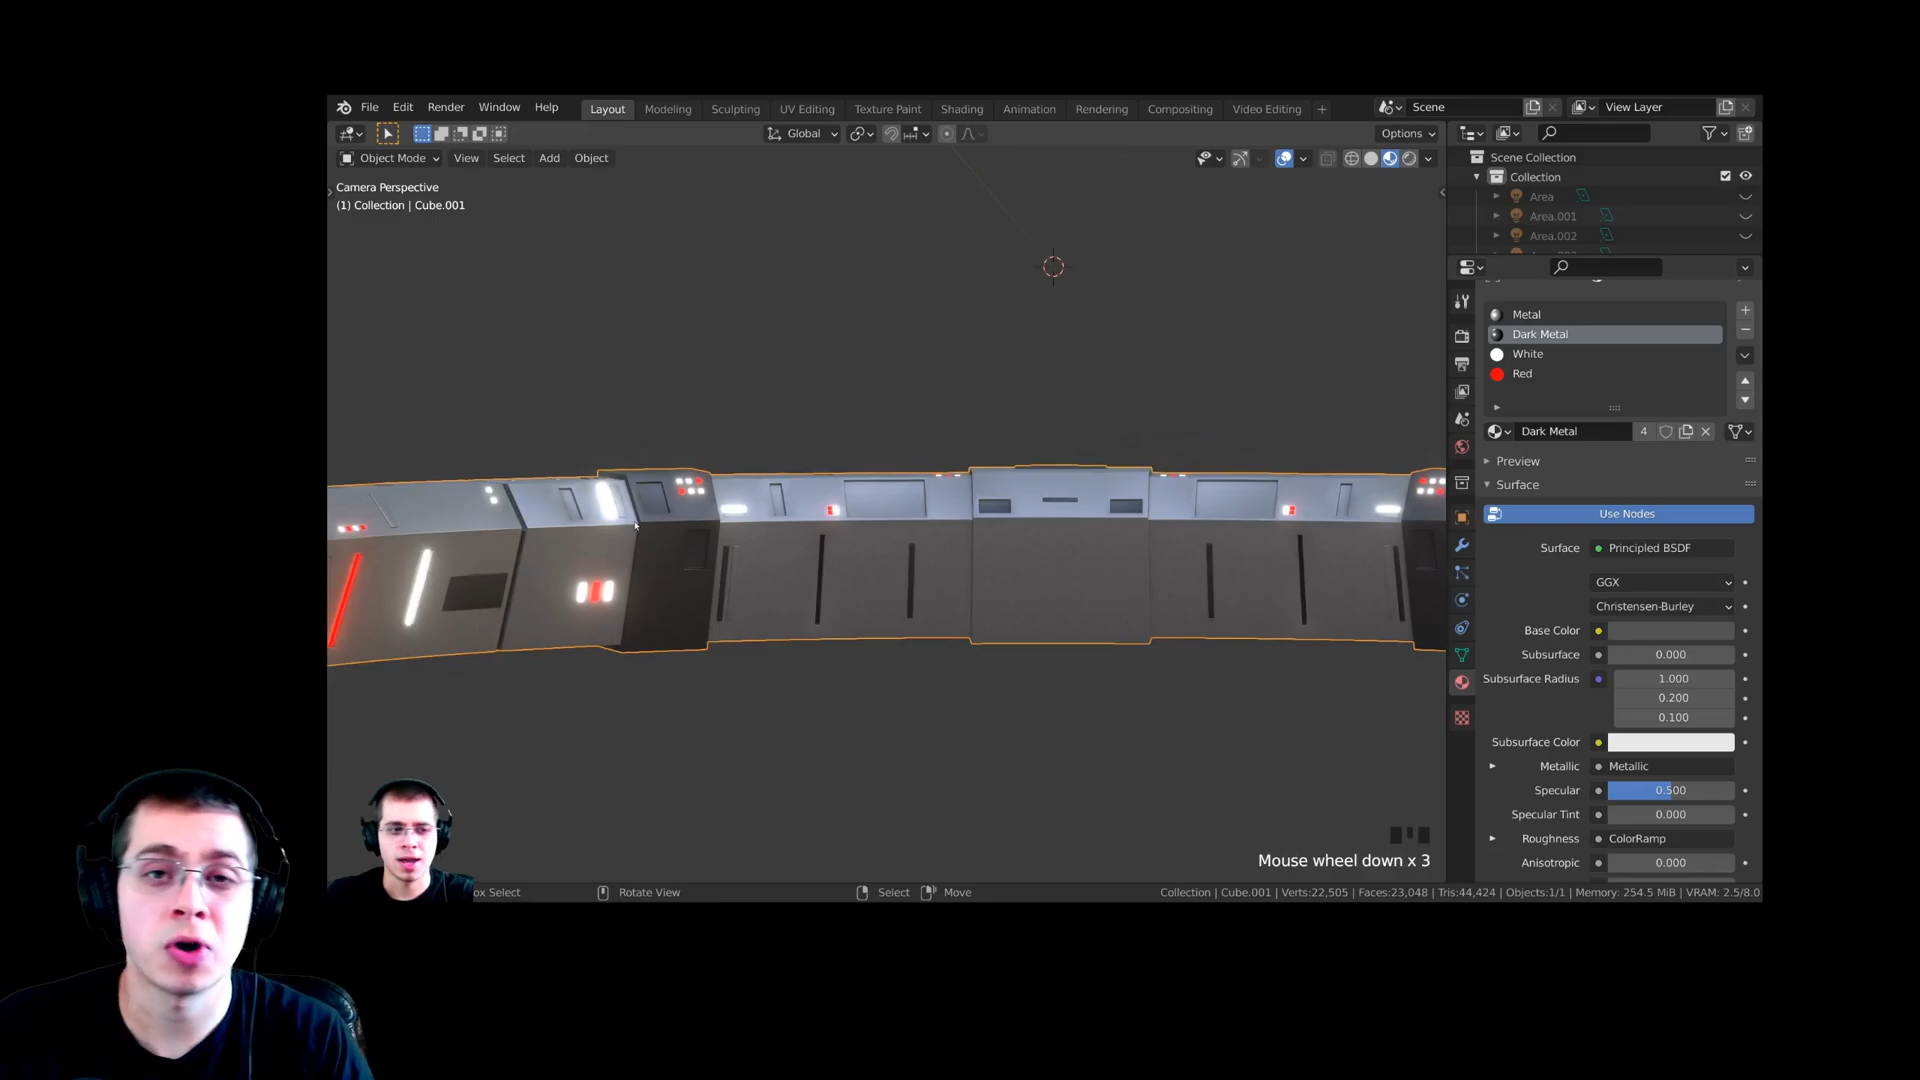 File Edit Render Window Help Layout Modeling Sculpting UV Editing Texture Paint Shading Animation Rendering Compositing Video Editing + Scene View Layer
Global Options
Object Mode View Select Add Object
Camera Perspective
(1) Collection | Cube.001
Scene Collection
Collection
Area
Area.001
Area.002
Metal
Dark Metal
White
Red
Dark Metal 4
Preview
Surface
Use Nodes
Surface Principled BSDF
GGX
Christensen-Burley
Base Color
Subsurface 0.000
Subsurface Radius 1.000
0.200
0.100
Subsurface Color
Metallic Metallic
Specular 0.500
Specular Tint 0.000
Roughness ColorRamp
Anisotropic 0.000
Mouse wheel down x 3
ox Select Rotate View Select Move Collection | Cube.001 | Verts:22,505 | Faces:23,048 | Tris:44,424 | Objects:1/1 | Memory: 254.5 MiB | VRAM: 2.5/8.0